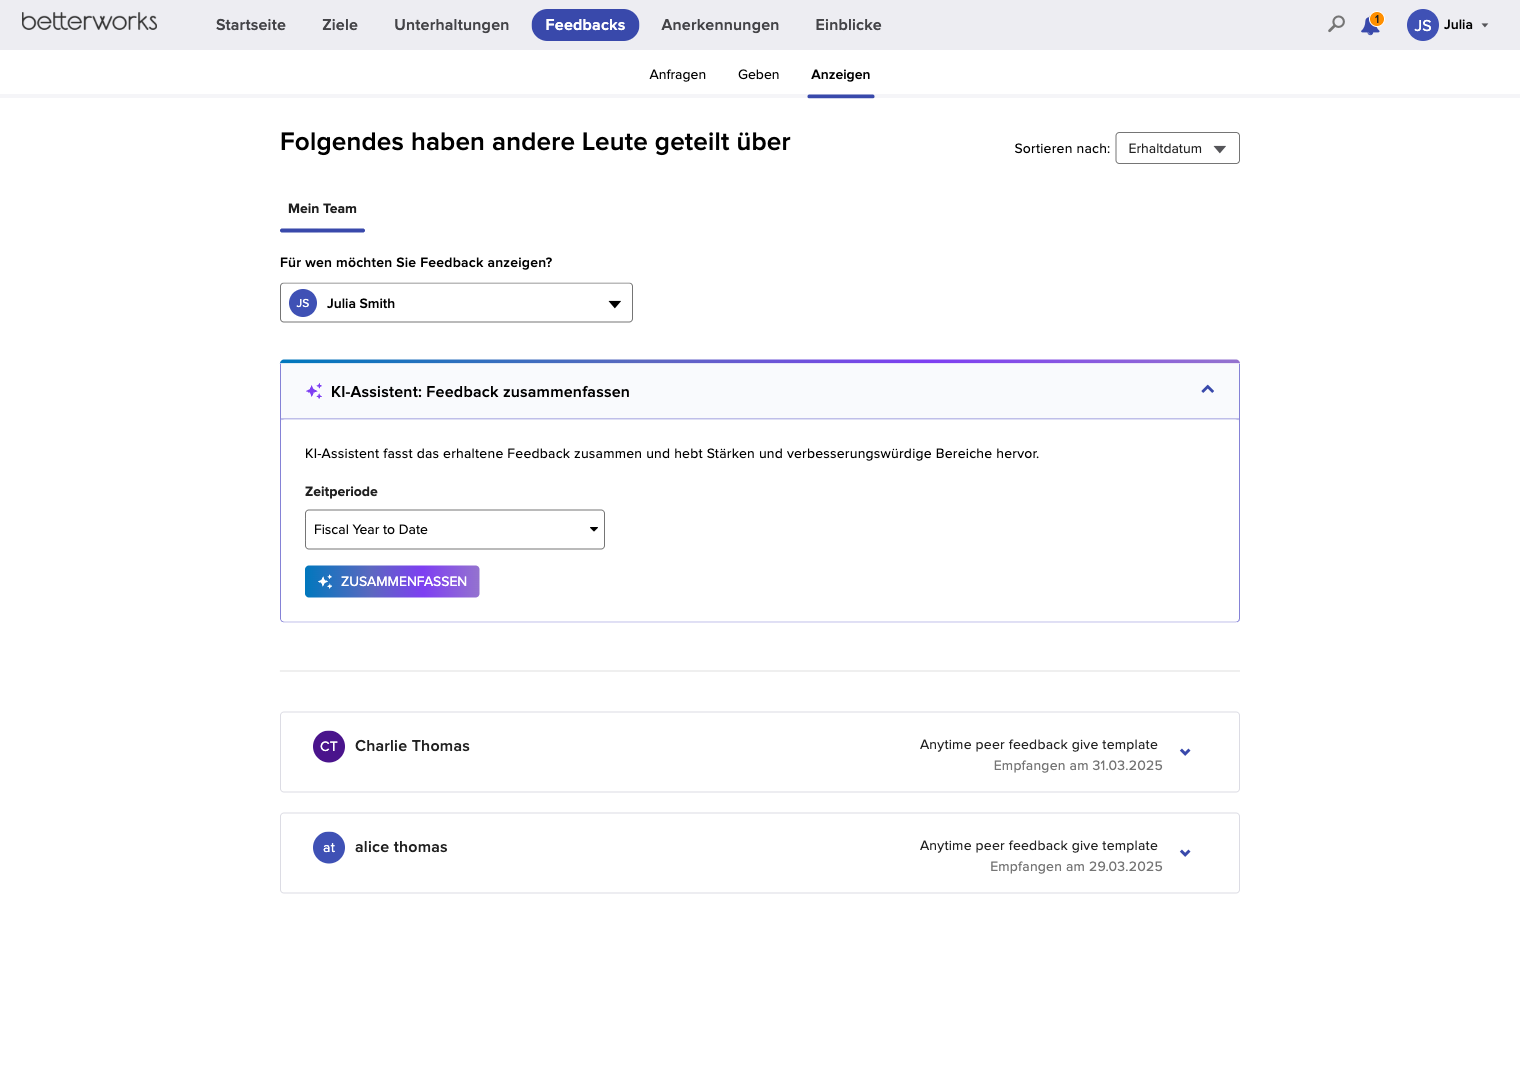 betterworks
Startseite
Ziele
Unterhaltungen
Feedbacks
Anerkennungen
Einblicke
1
JS
Julia
Anfragen
Geben
Anzeigen
Folgendes haben andere Leute geteilt über
Sortieren nach:
Erhaltdatum
Mein Team
Für wen möchten Sie Feedback anzeigen?
JS
Julia Smith
KI-Assistent: Feedback zusammenfassen
KI-Assistent fasst das erhaltene Feedback zusammen und hebt Stärken und verbesserungswürdige Bereiche hervor.
Zeitperiode
Fiscal Year to Date
ZUSAMMENFASSEN
CT
Charlie Thomas
Anytime peer feedback give template
Empfangen am 31.03.2025
at
alice thomas
Anytime peer feedback give template
Empfangen am 29.03.2025